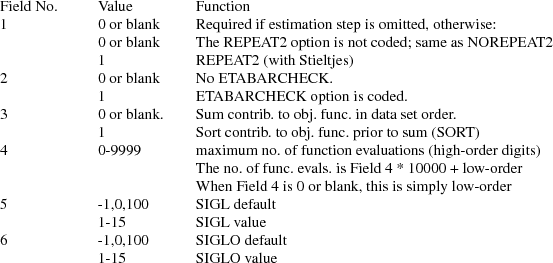 Field No. Value Function
1 0 or blank Required if estimation step is omitted, otherwise:
0 or blank The REPEAT2 option is not coded; same as NOREPEAT2
1 REPEAT2 (with Stieltjes)
2 0 or blank No ETABARCHECK.
1 ETABARCHECK option is coded.
3 0 or blank. Sum contrib. to obj. func. in data set order.
1 Sort contrib. to obj. func. prior to sum (SORT)
4 0-9999 maximum no. of function evaluations (high-order digits)
The no. of func. evals. is Field 4 * 10000 + low-order
When Field 4 is 0 or blank, this is simply low-order
5 -1,0,100 SIGL default
1-15 SIGL value
6 -1,0,100 SIGLO default
1-15 SIGLO value